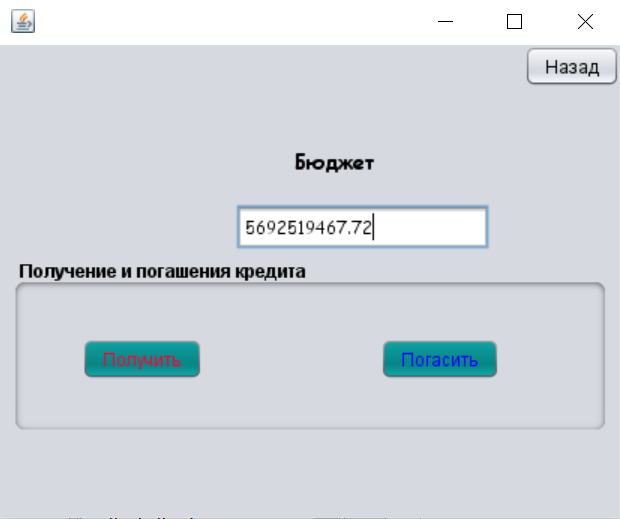 Назад
Бюджет
5692519467.72
Получение и погашения кредита
Получить
Погасить